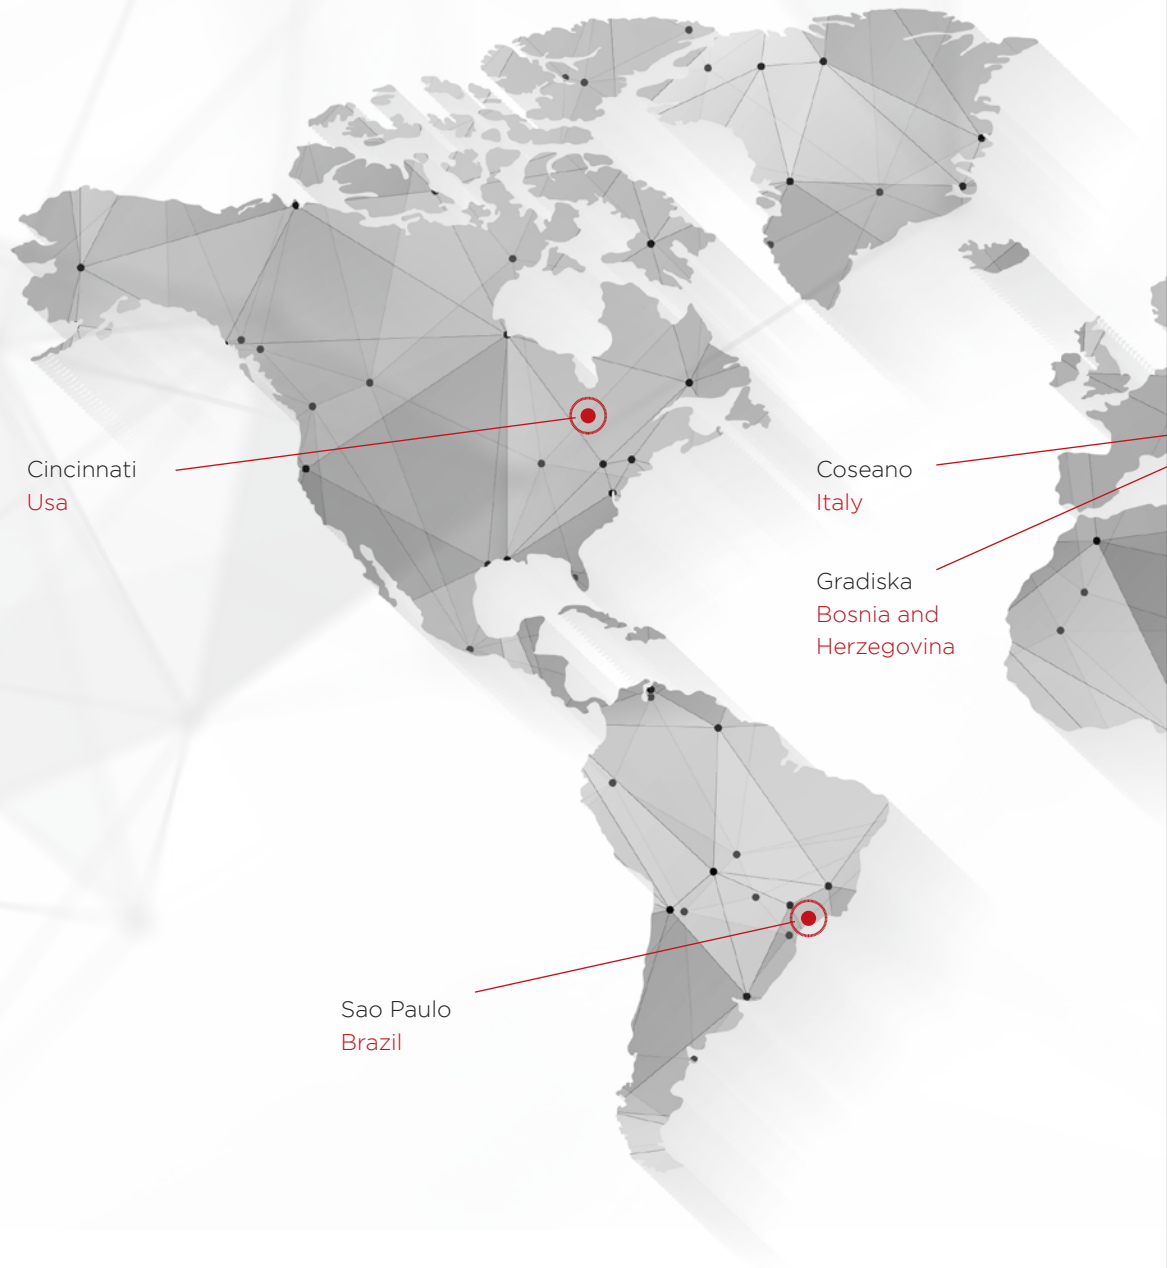 Cincinnati
Usa
Coseano
Italy
Gradiska
Bosnia and
Herzegovina
Sao Paulo
Brazil